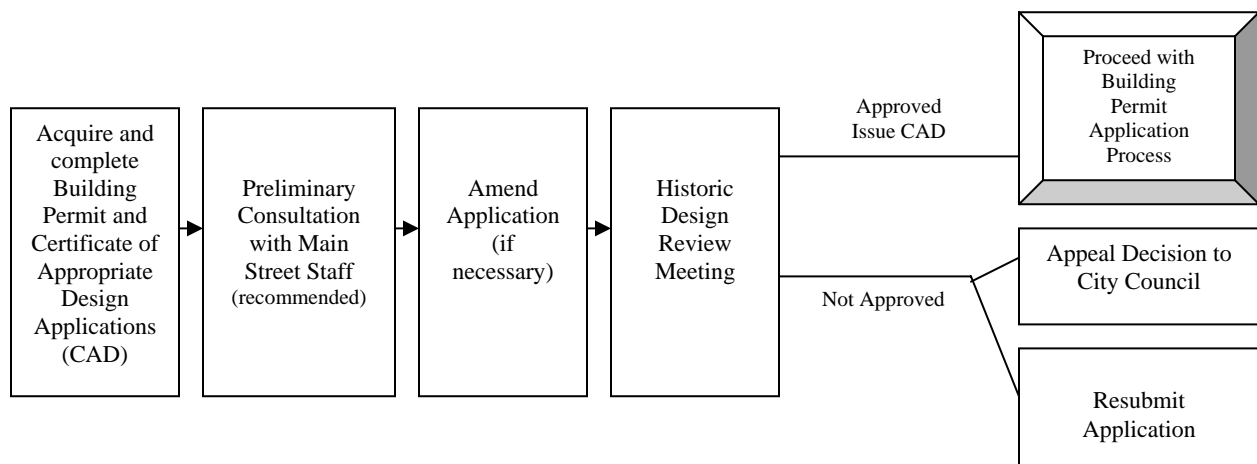 Acquire and
complete
Building
Permit and
Certificate of
Appropriate
Design
Applications
(CAD)
Preliminary
Consultation
with Main
Street Staff
(recommended)
Amend
Application
(if
necessary)
Historic
Design
Review
Meeting
Approved
Issue CAD
Proceed with
Building
Permit
Application
Process
Not Approved
Appeal Decision to
City Council
Resubmit
Application